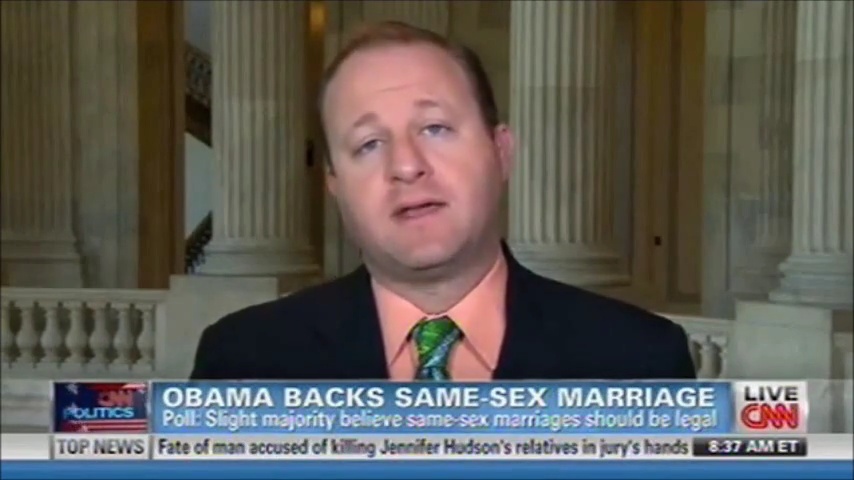 OBAMA BACKS SAME-SEX MARRIAGE
Poll: Slight majority believe same-sex marriages should be legal
CNN
POLITICS
LIVE
CNN
TOP NEWS
Fate of man accused of killing Jennifer Hudson's relatives in jury's hands
8:37 AM ET